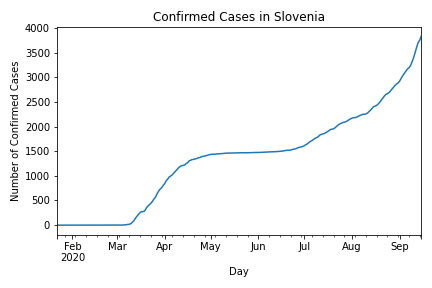 Confirmed Cases in Slovenia
Number of Confirmed Cases
4000
3500
3000
2500
2000
1500
1000
500
0
Feb Mar Apr May Jun Jul Aug Sep
2020
Day